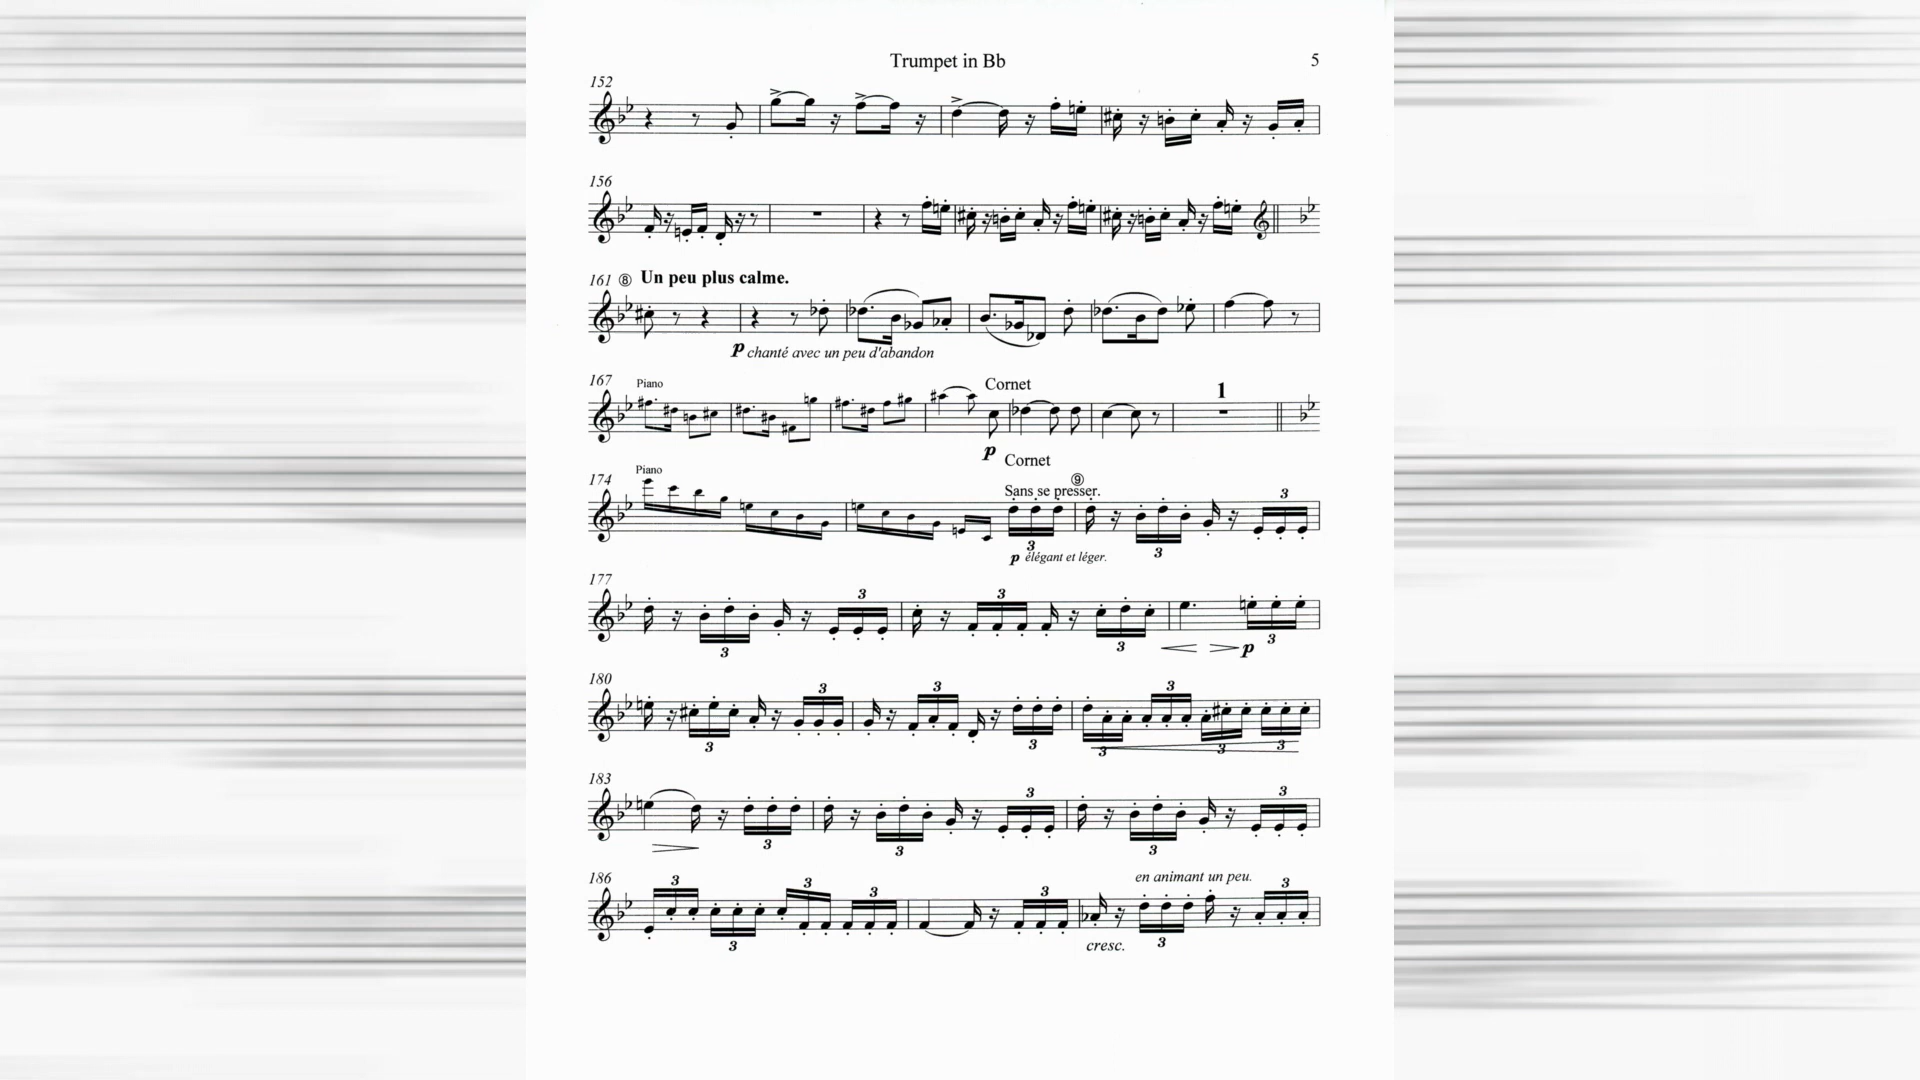 Trumpet in Bb
5
152
156
161 ⑧ Un peu plus calme.
p chanté avec un peu d'abandon
167 Piano
Cornet
1
p
Cornet
174 Piano
⑨
Sans se presser.
3
3 3
p élégant et léger.
177
3 3 3
3 3 3
p
180
3 3 3
3 3 3 3 3
183
3 3
3 3 3
en animant un peu.
186
3 3 3 3 3
3 3
cresc.